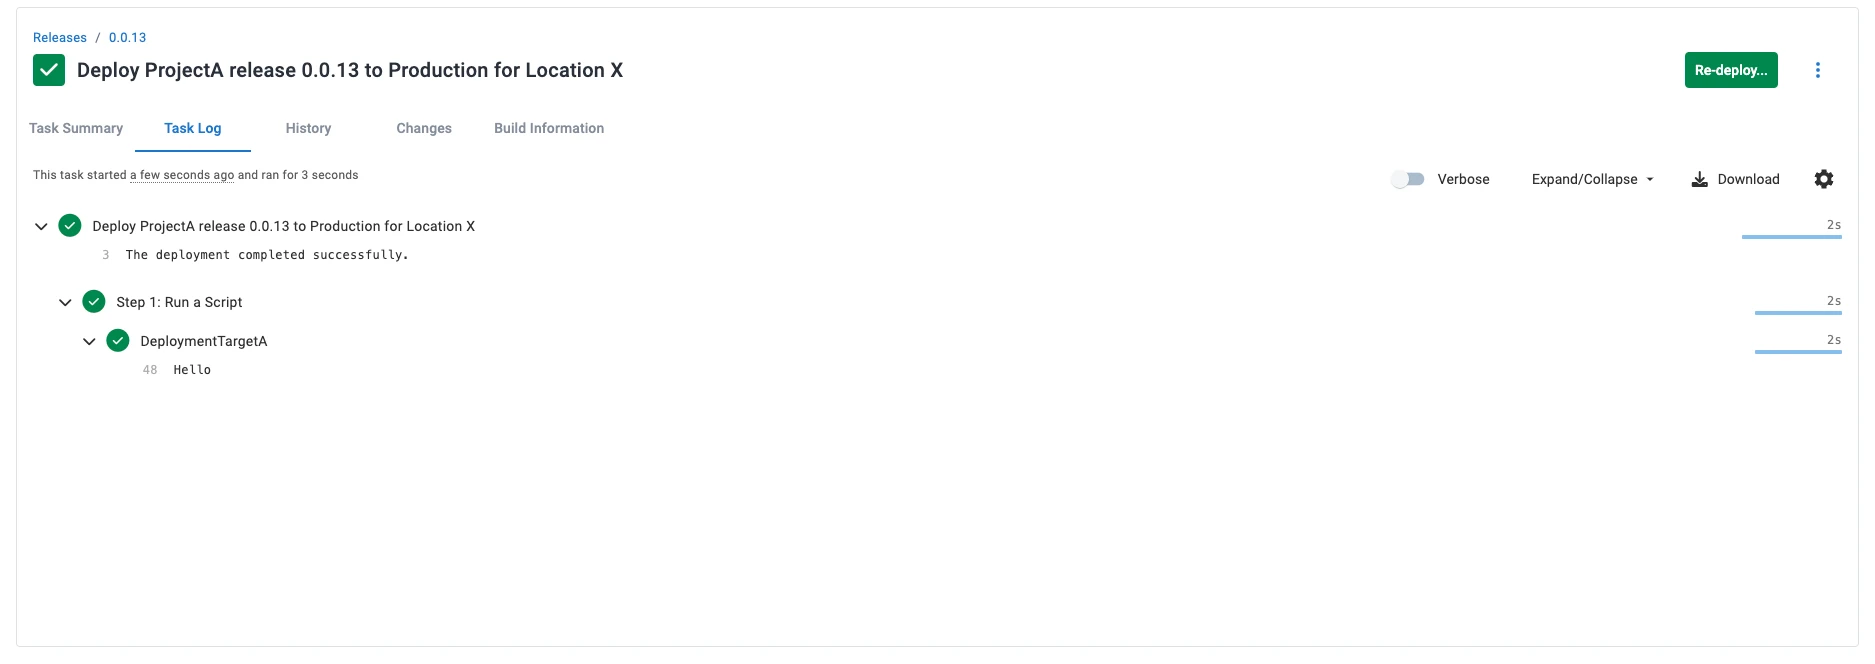 Releases / 0.0.13
Deploy ProjectA release 0.0.13 to Production for Location X
Re-deploy...
Task Summary Task Log History Changes Build Information
This task started a few seconds ago and ran for 3 seconds
Verbose Expand/Collapse Download
Deploy ProjectA release 0.0.13 to Production for Location X 2s
3 The deployment completed successfully.
Step 1: Run a Script 2s
DeploymentTargetA 2s
48 Hello